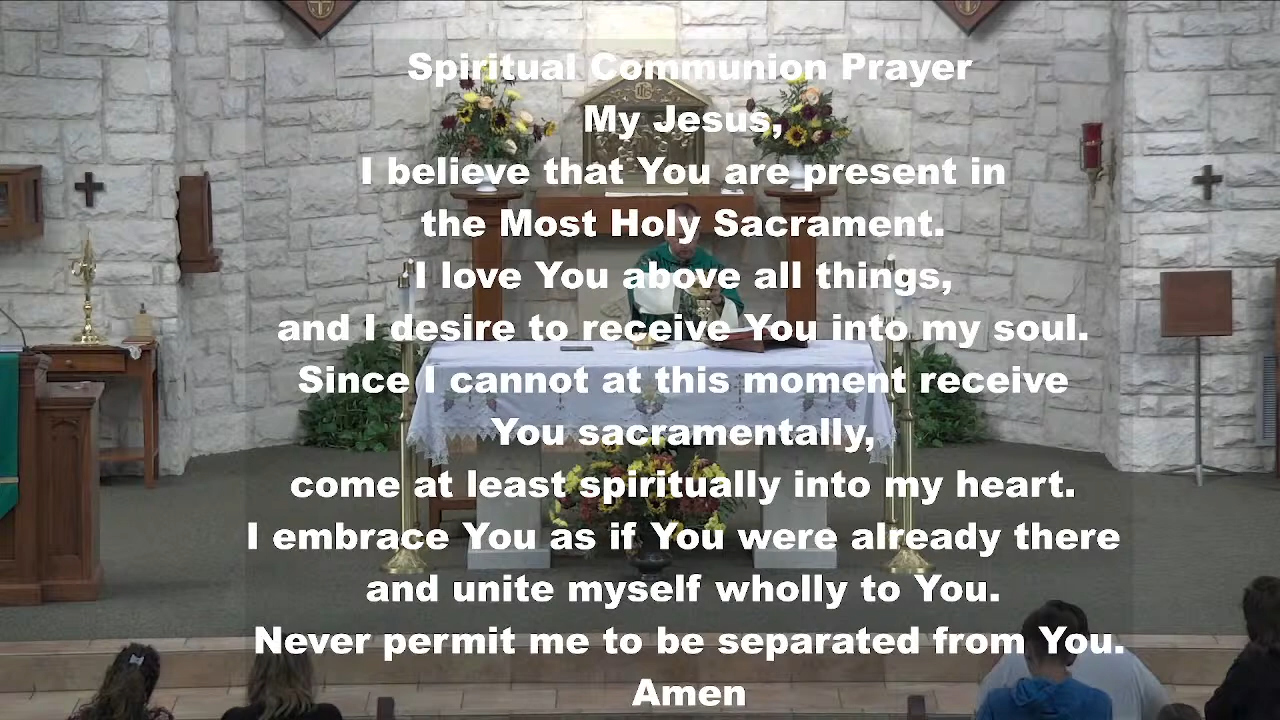 Spiritual Communion Prayer
My Jesus,
I believe that You are present in
the Most Holy Sacrament.
I love You above all things,
and I desire to receive You into my soul.
Since I cannot at this moment receive
You sacramentally,
come at least spiritually into my heart.
I embrace You as if You were already there
and unite myself wholly to You.
Never permit me to be separated from You.
Amen